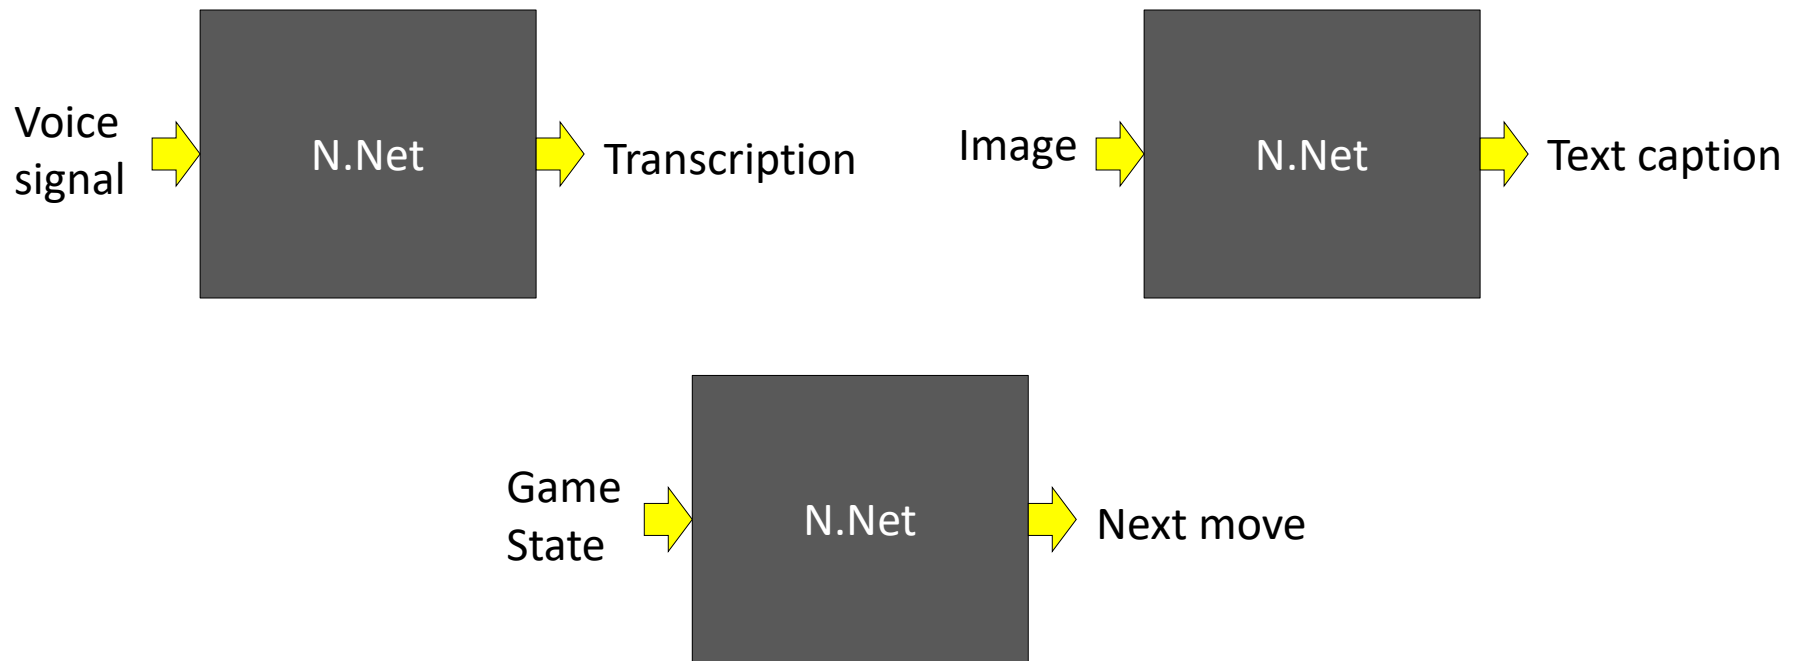 Voice
signal
N.Net
Transcription
Image
N.Net
Text caption
Game
State
N.Net
Next move